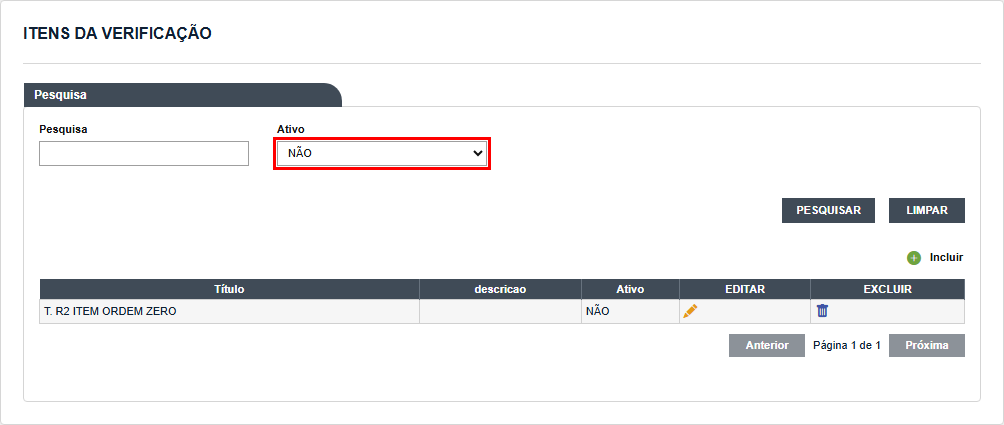 ITENS DA VERIFICAÇÃO
Pesquisa
Pesquisa Ativo
NÃO
PESQUISAR LIMPAR
Incluir
Título descricao Ativo EDITAR EXCLUIR
T. R2 ITEM ORDEM ZERO NÃO
Anterior Página 1 de 1 Próxima